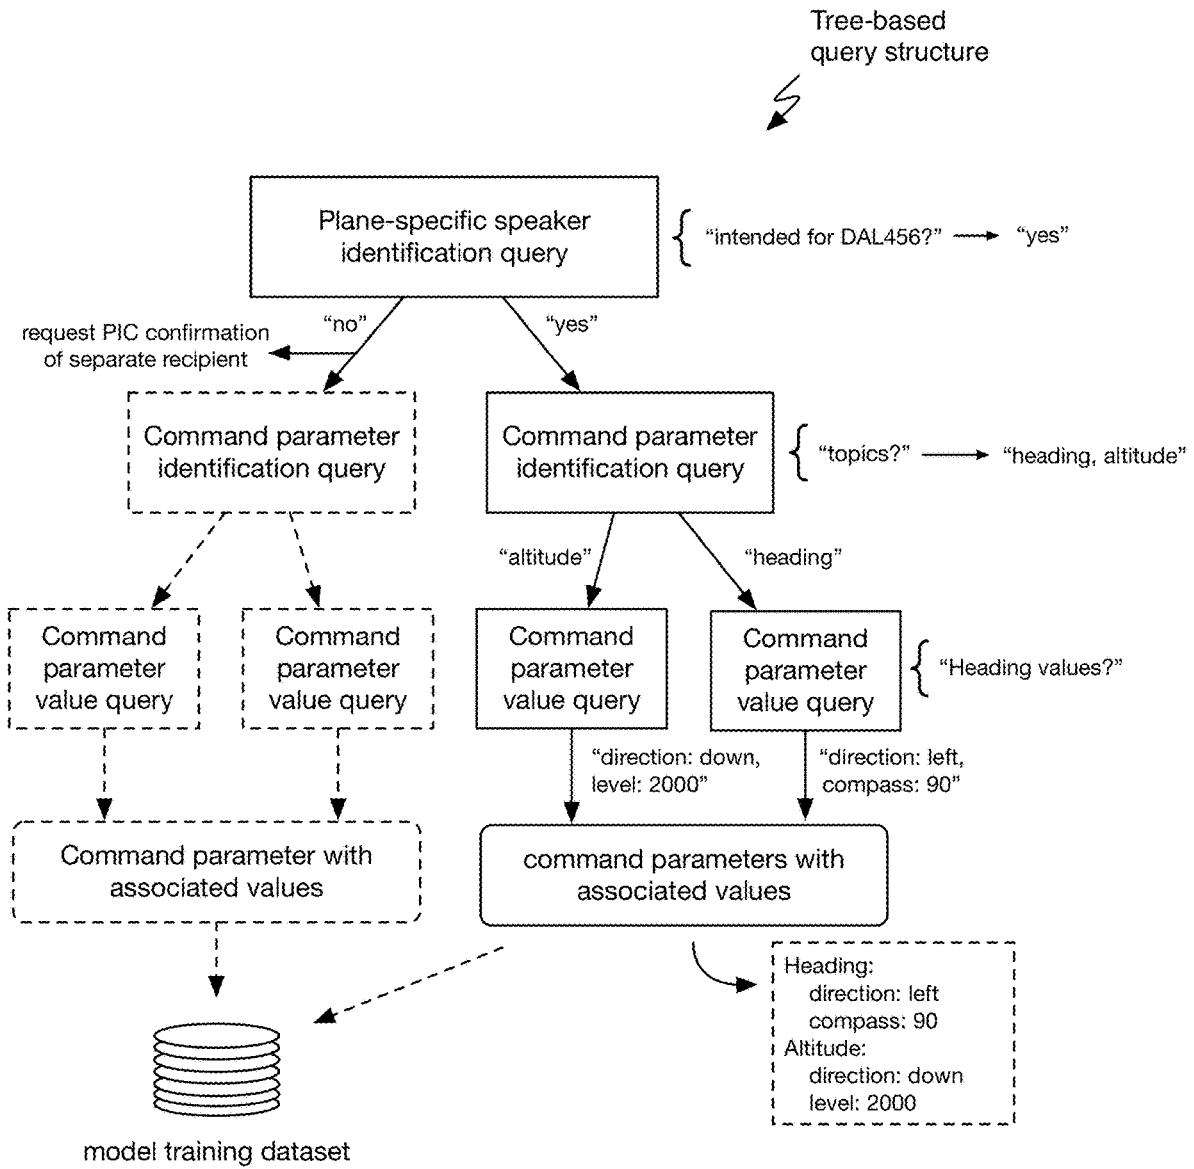 Tree-based
query structure
Plane-specific speaker
identification query
“intended for DAL456?”
“yes”
“no”
“yes”
request PIC confirmation
of separate recipient
Command parameter
identification query
Command parameter
identification query
“topics?”
“heading, altitude”
“altitude”
“heading”
Command
parameter
value query
Command
parameter
value query
Command
parameter
value query
Command
parameter
value query
“Heading values?”
“direction: down,
level: 2000”
“direction: left,
compass: 90”
Command parameter with
associated values
command parameters with
associated values
Heading:
direction: left
compass: 90
Altitude:
direction: down
level: 2000
model training dataset